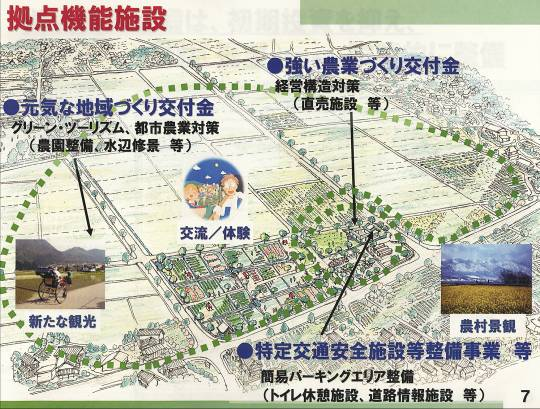 拠点機能施設
●強い農業づくり交付金
経営構造対策
(直売施設 等)
●元気な地域づくり交付金
グリーン・ツーリズム、都市農業対策
(農園整備、水辺修景 等)
交流/体験
新たな観光
農村景観
●特定交通安全施設等整備事業 等
簡易パーキングエリア整備
(トイレ休憩施設、道路情報施設 等)
7